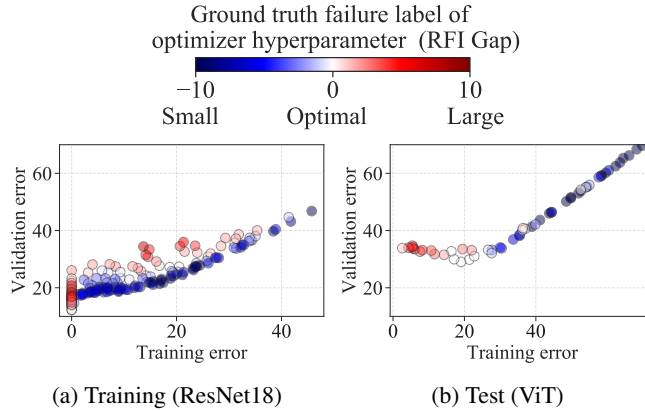 Ground truth failure label of
optimizer hyperparameter (RFI Gap)
−10 0 10
Small Optimal Large
Validation error
60
40
20
0 20 40
Training error
(a) Training (ResNet18)
Validation error
60
40
20
0 20 40
Training error
(b) Test (ViT)